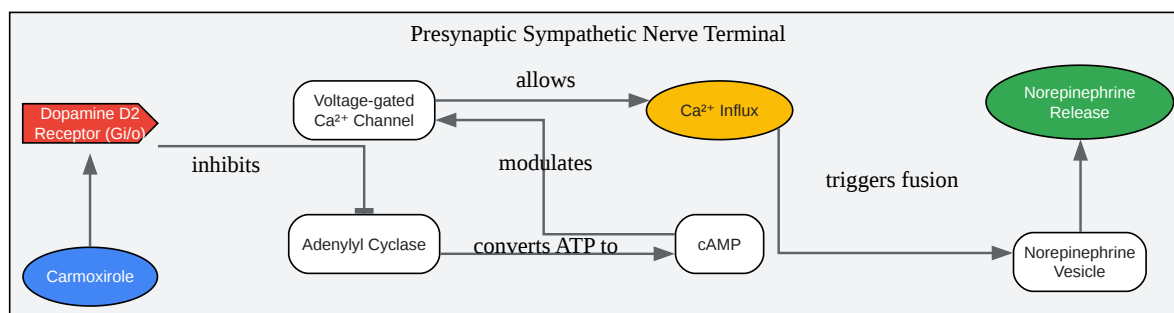 Presynaptic Sympathetic Nerve Terminal
allows
Voltage-gated
Ca²⁺ Channel
Ca²⁺ Influx
Norepinephrine
Release
Dopamine D2
Receptor (Gi/o)
inhibits
modulates
triggers fusion
Adenylyl Cyclase
converts ATP to
cAMP
Norepinephrine
Vesicle
Carmoxirole